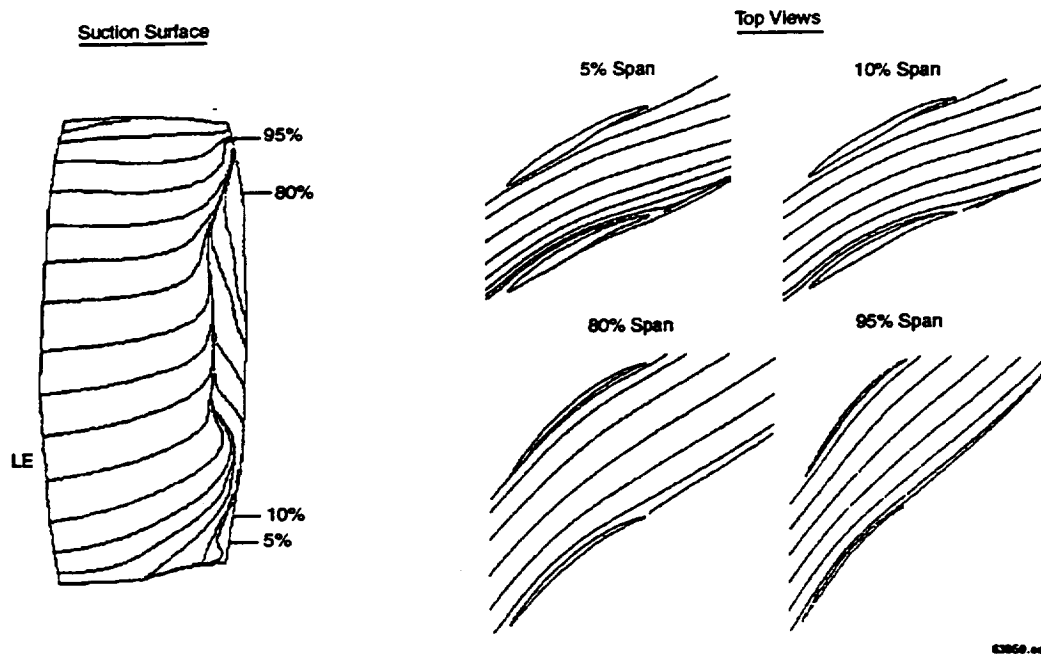 Suction Surface
Top Views
5% Span
10% Span
95%
80%
80% Span
95% Span
LE
10%
5%